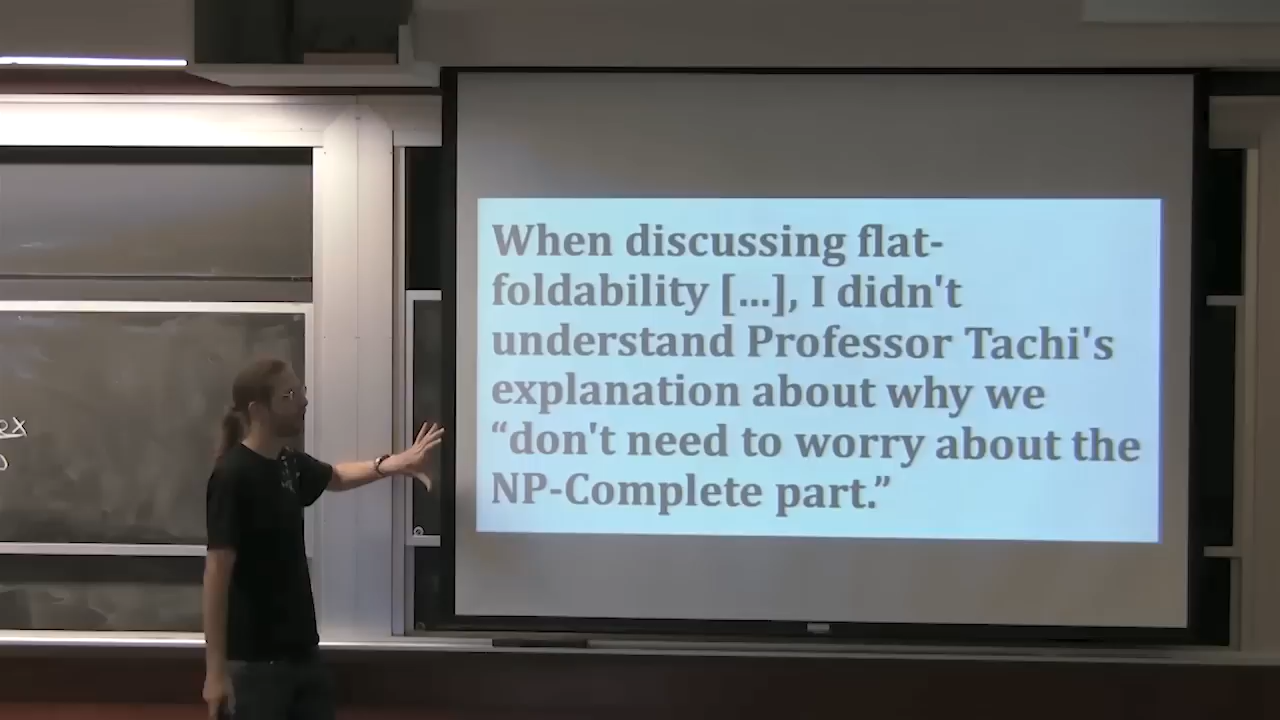 When discussing flat-
foldability [...], I didn't
understand Professor Tachi's
explanation about why we
“don't need to worry about the
NP-Complete part.”